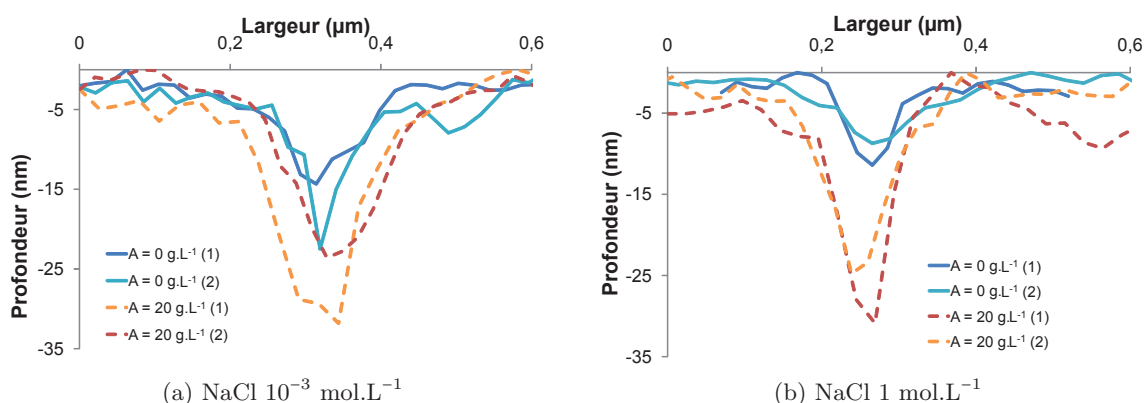 Largeur (µm)
0 0,2 0,4 0,6
-5
-15
-25
-35
Profondeur (nm)
A = 0 g.L⁻¹ (1)
A = 0 g.L⁻¹ (2)
A = 20 g.L⁻¹ (1)
A = 20 g.L⁻¹ (2)
(a) NaCl 10⁻³ mol.L⁻¹
Largeur (µm)
0 0,2 0,4 0,6
-5
-15
-25
-35
Profondeur (nm)
A = 0 g.L⁻¹ (1)
A = 0 g.L⁻¹ (2)
A = 20 g.L⁻¹ (1)
A = 20 g.L⁻¹ (2)
(b) NaCl 1 mol.L⁻¹